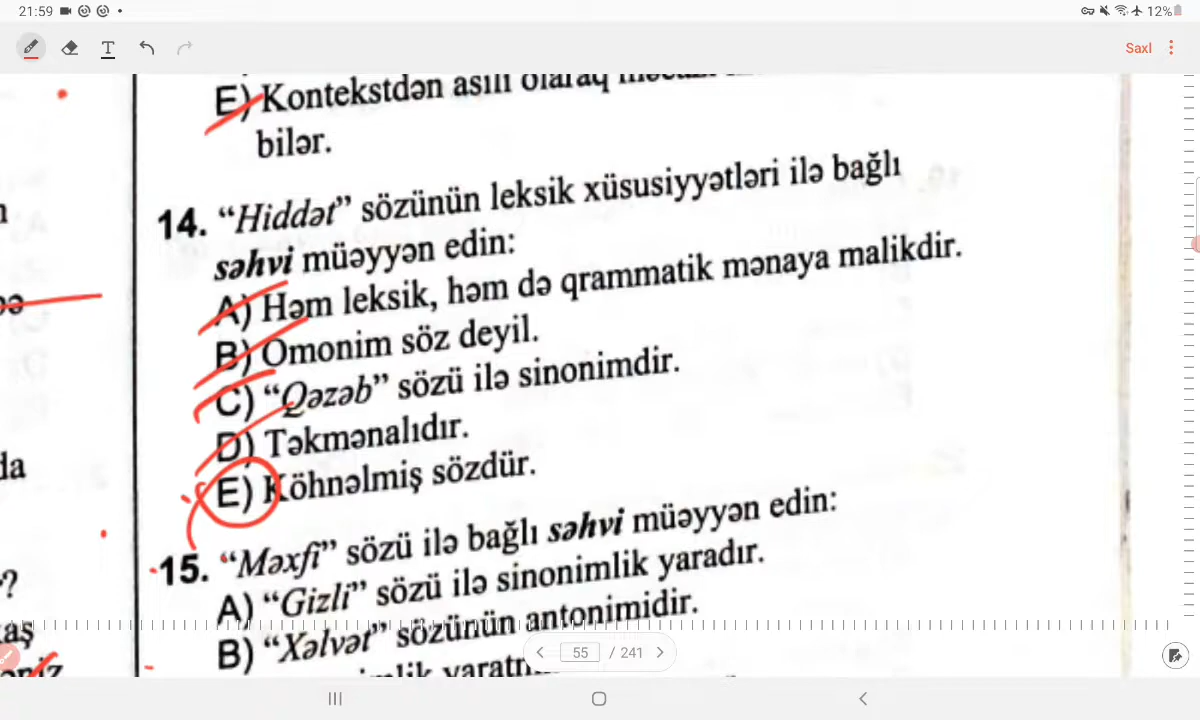 21:59
12%
T
Saxl
E) Kontekstdən asılı olaraq
bilər.
14. “Hiddət” sözünün leksik xüsusiyyətləri ilə bağlı
səhvi müəyyən edin:
A) Həm leksik, həm də qrammatik mənaya malikdir.
B) Omonim söz deyil.
C) “Qəzəb” sözü ilə sinonimdir.
D) Təkmənalıdır.
E) Köhnəlmiş sözdür.
15. “Məxfi” sözü ilə bağlı səhvi müəyyən edin:
A) “Gizli” sözü ilə sinonimlik yaradır.
B) “Xəlvət” sözünün antonimidir.
da
?
55 / 241